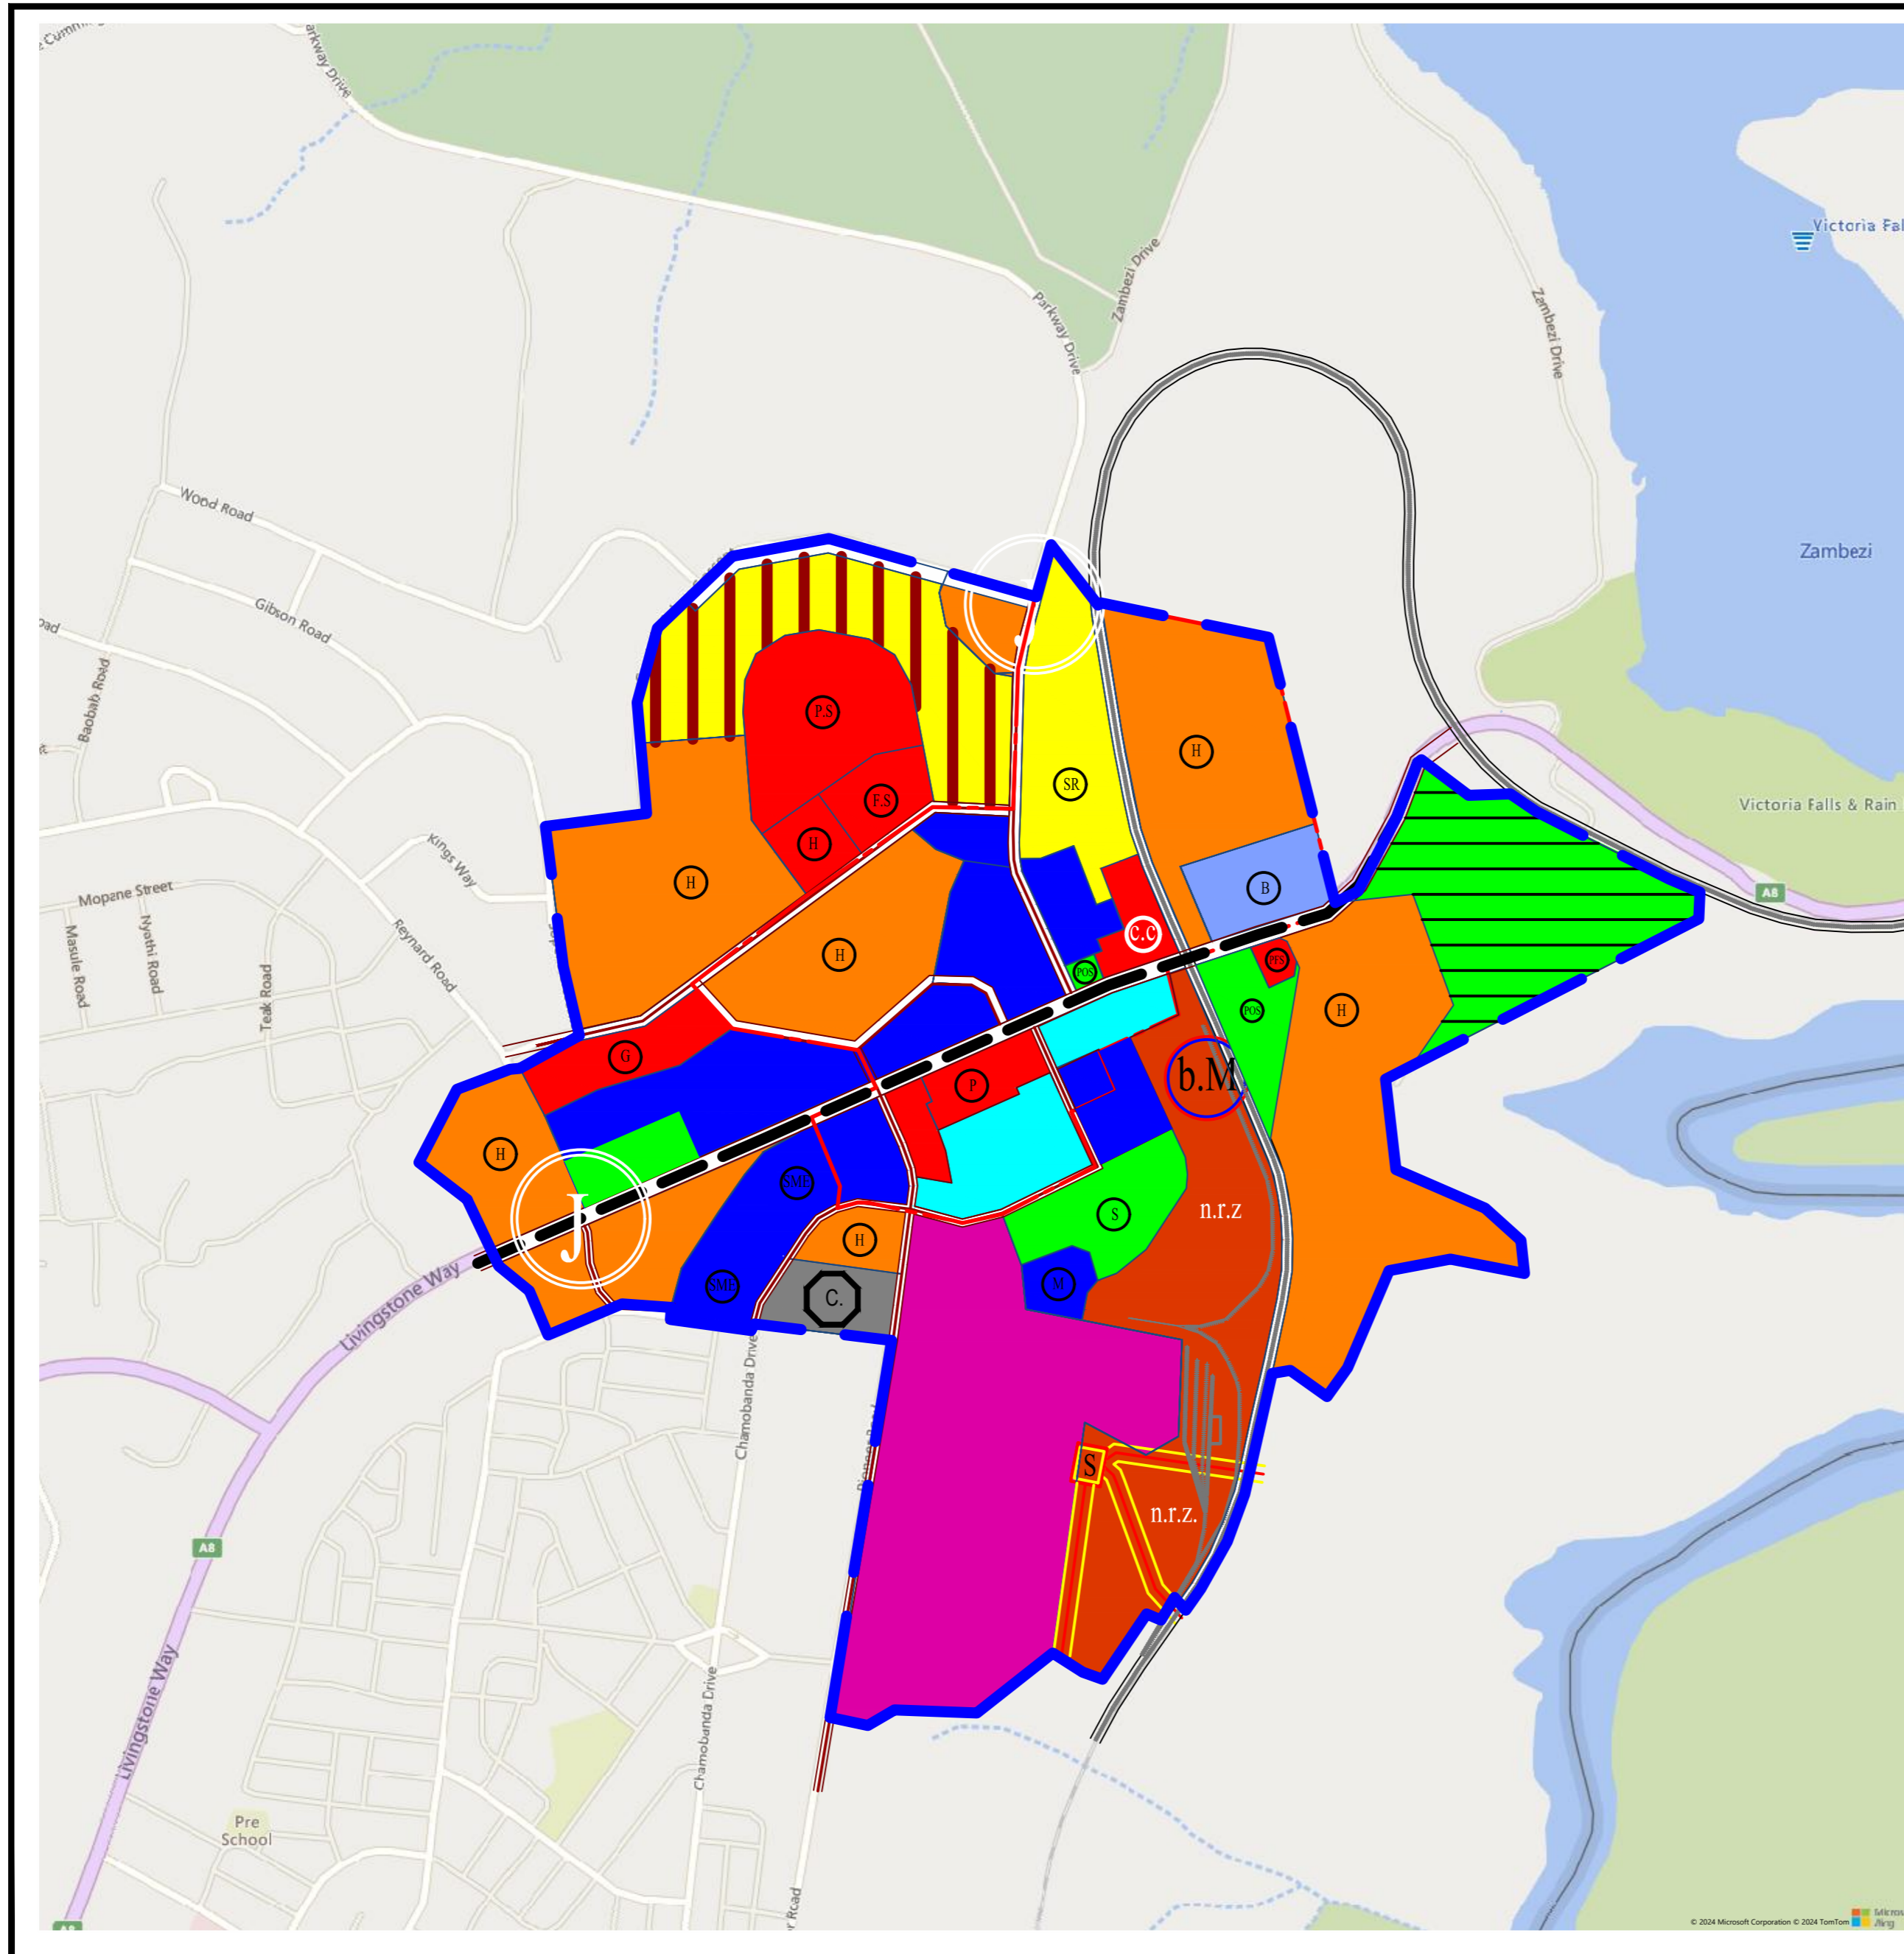 Parkway Drive
Victoria Fal
Zambezi Drive
Zambezi Drive
Parkway Drive
Wood Road
Zambezi
Gibson Road
Baobab Road
J
P.S
H
SR
F.S
Victoria Falls & Rain
H
Kings Way
H
B
A8
Mopane Street
Nyathi Road
Masule Road
Reynard Road
C.C
H
PFS
POS
Teak Road
POS
H
G
P
b.M
H
SME
J
S
n.r.z
H
M
SME
C.
Livingstone Way
Chamobanda Drive
S
n.r.z.
A8
Livingstone Way
Chamobanda Drive
Pre
School
r Road
A8
© 2024 Microsoft Corporation © 2024 TomTom